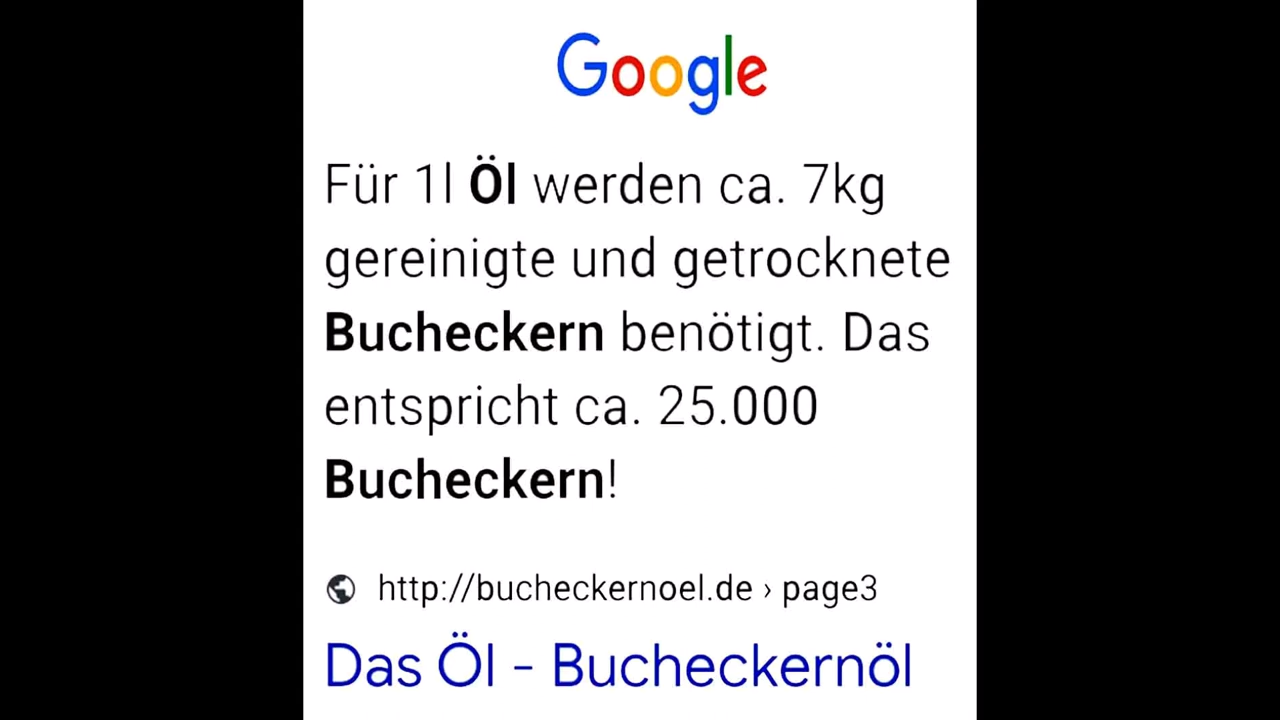 Google
Für 1l Öl werden ca. 7kg
gereinigte und getrocknete
Bucheckern benötigt. Das
entspricht ca. 25.000
Bucheckern!
http://bucheckernoel.de › page3
Das Öl - Bucheckernöl